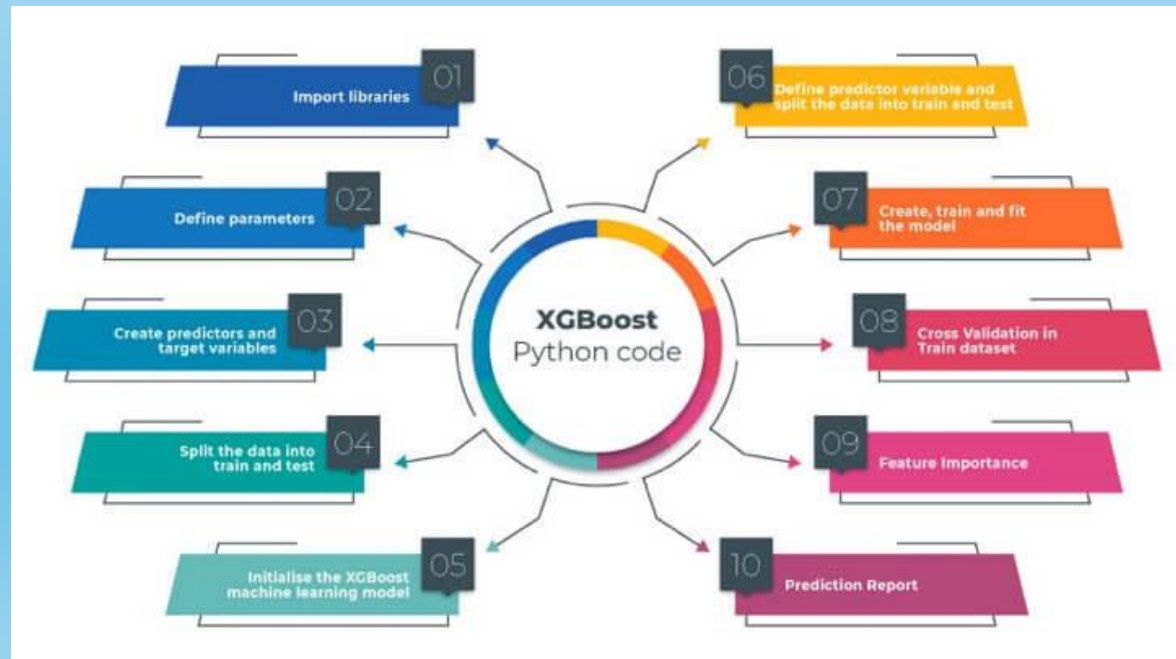 01
Import libraries
02
Define parameters
03
Create predictors and
target variables
04
Split the data into
train and test
05
Initialise the XGBoost
machine learning model
XGBoost
Python code
06
Define predictor variable and
split the data into train and test
07
Create, train and fit
the model
08
Cross Validation in
Train dataset
09
Feature Importance
10
Prediction Report